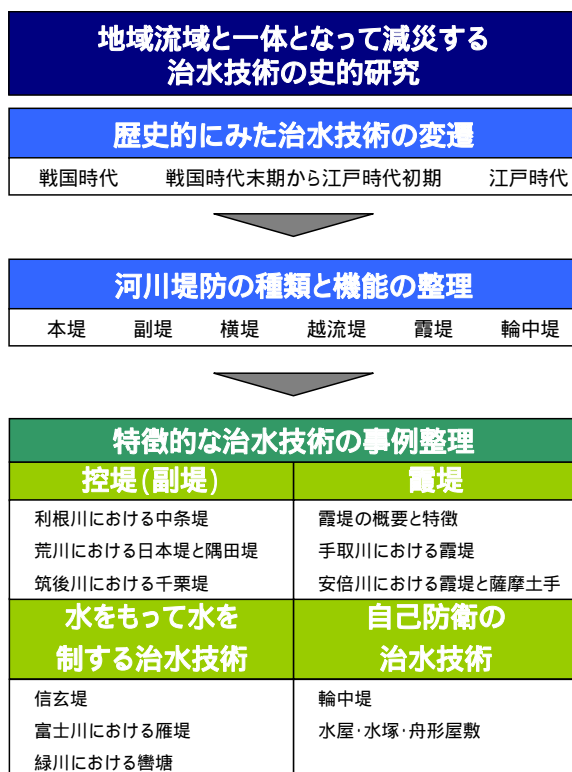 地域流域と一体となって減災する
治水技術の史的研究
歴史的にみた治水技術の変遷
戦国時代 戦国時代末期から江戸時代初期 江戸時代
河川堤防の種類と機能の整理
本堤 副堤 横堤 越流堤 霞堤 輪中堤
特徴的な治水技術の事例整理
控堤(副堤)
利根川における中条堤
荒川における日本堤と隅田堤
筑後川における千栗堤
霞堤
霞堤の概要と特徴
手取川における霞堤
安倍川における霞堤と薩摩土手
水をもって水を
制する治水技術
信玄堤
富士川における雁堤
緑川における轡塘
自己防衛の
治水技術
輪中堤
水屋・水塚・舟形屋敷